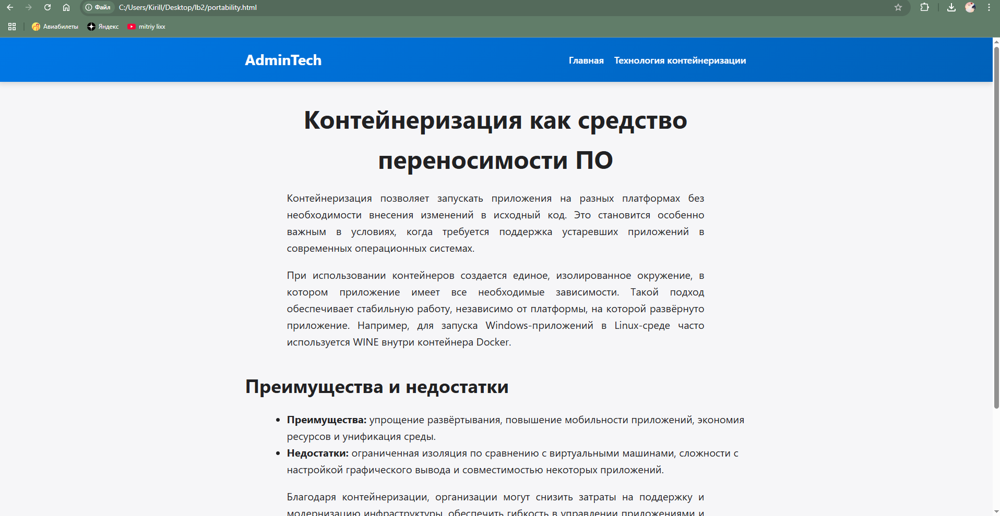 Файл C:/Users/Kirill/Desktop/lb2/portability.html
Авиабилеты Яндекс mitriy lixx
AdminTech Главная Технология контейнеризации
Контейнеризация как средство
переносимости ПО
Контейнеризация позволяет запускать приложения на разных платформах без
необходимости внесения изменений в исходный код. Это становится особенно
важным в условиях, когда требуется поддержка устаревших приложений в
современных операционных системах.
При использовании контейнеров создается единое, изолированное окружение, в
котором приложение имеет все необходимые зависимости. Такой подход
обеспечивает стабильную работу, независимо от платформы, на которой развёрнуто
приложение. Например, для запуска Windows-приложений в Linux-среде часто
используется WINE внутри контейнера Docker.
Преимущества и недостатки
• Преимущества: упрощение развёртывания, повышение мобильности приложений, экономия
ресурсов и унификация среды.
• Недостатки: ограниченная изоляция по сравнению с виртуальными машинами, сложности с
настройкой графического вывода и совместимостью некоторых приложений.
Благодаря контейнеризации, организации могут снизить затраты на поддержку и
модернизацию инфраструктуры, обеспечить гибкость в управлении приложениями и